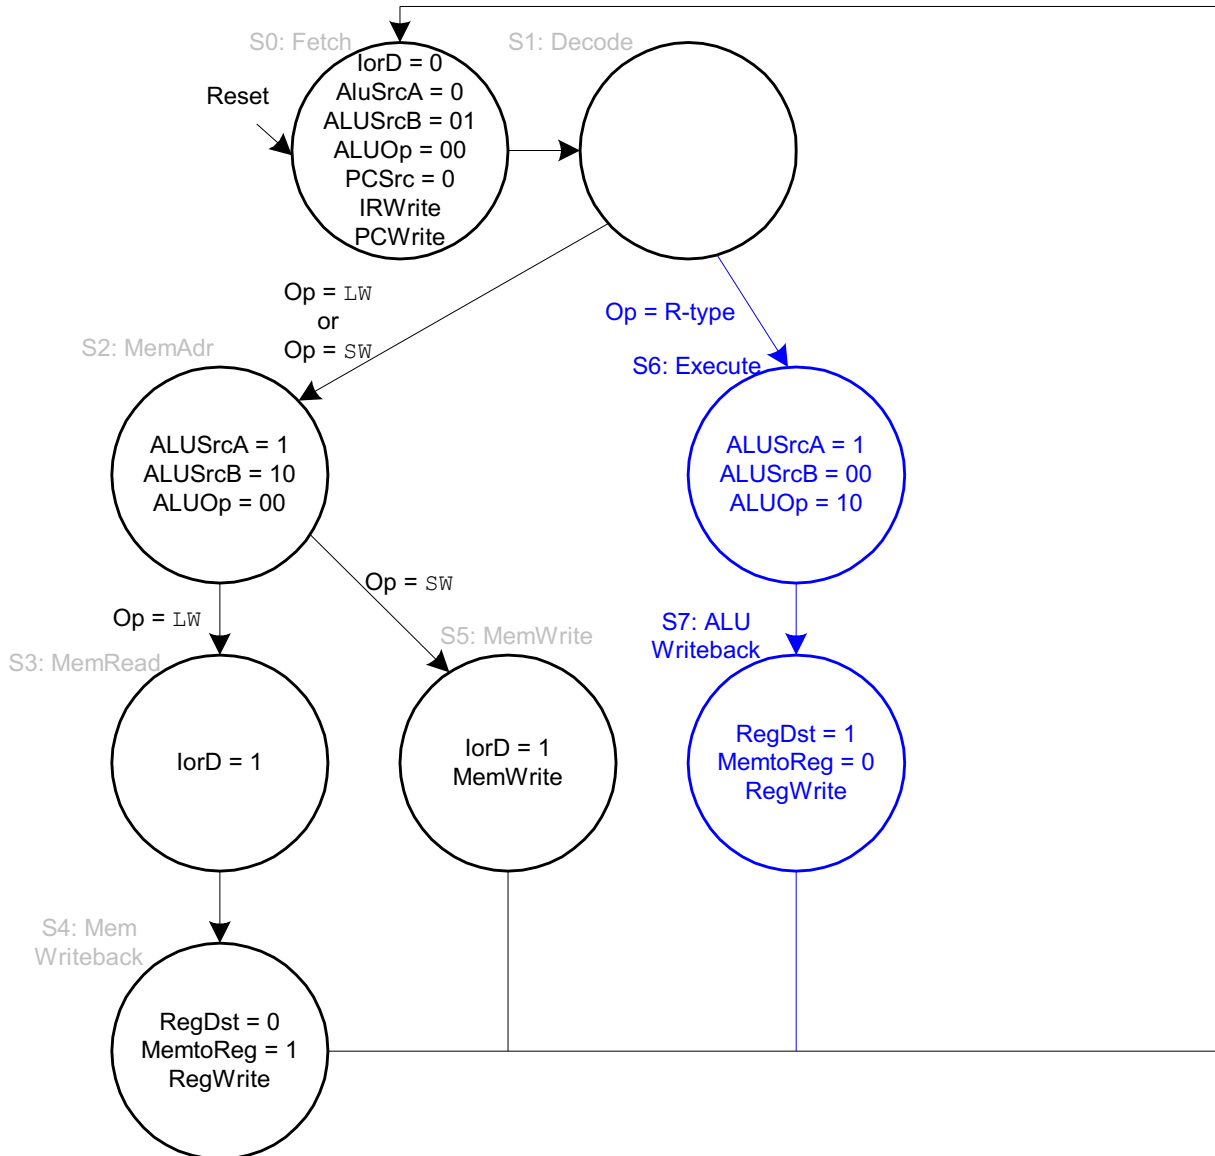 S0: Fetch
S1: Decode
Reset
IorD = 0
AluSrcA = 0
ALUSrcB = 01
ALUOp = 00
PCSrc = 0
IRWrite
PCWrite
Op = LW
or
Op = SW
Op = R-type
S2: MemAdr
S6: Execute
ALUSrcA = 1
ALUSrcB = 10
ALUOp = 00
ALUSrcA = 1
ALUSrcB = 00
ALUOp = 10
Op = LW
Op = SW
S3: MemRead
S5: MemWrite
S7: ALU
Writeback
IorD = 1
IorD = 1
MemWrite
RegDst = 1
MemtoReg = 0
RegWrite
S4: Mem
Writeback
RegDst = 0
MemtoReg = 1
RegWrite